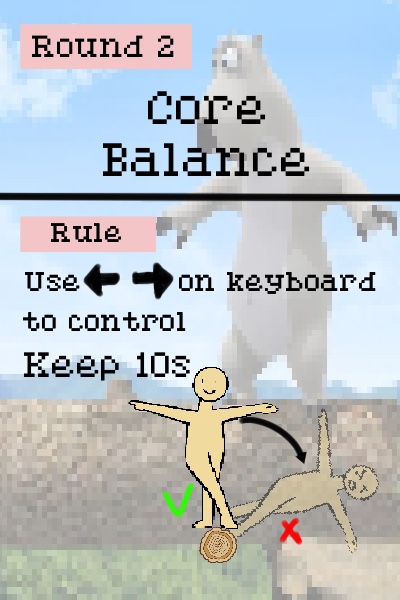 Round 2
Core
Balance
Rule
Use ← → on keyboard
to control
Keep 10s